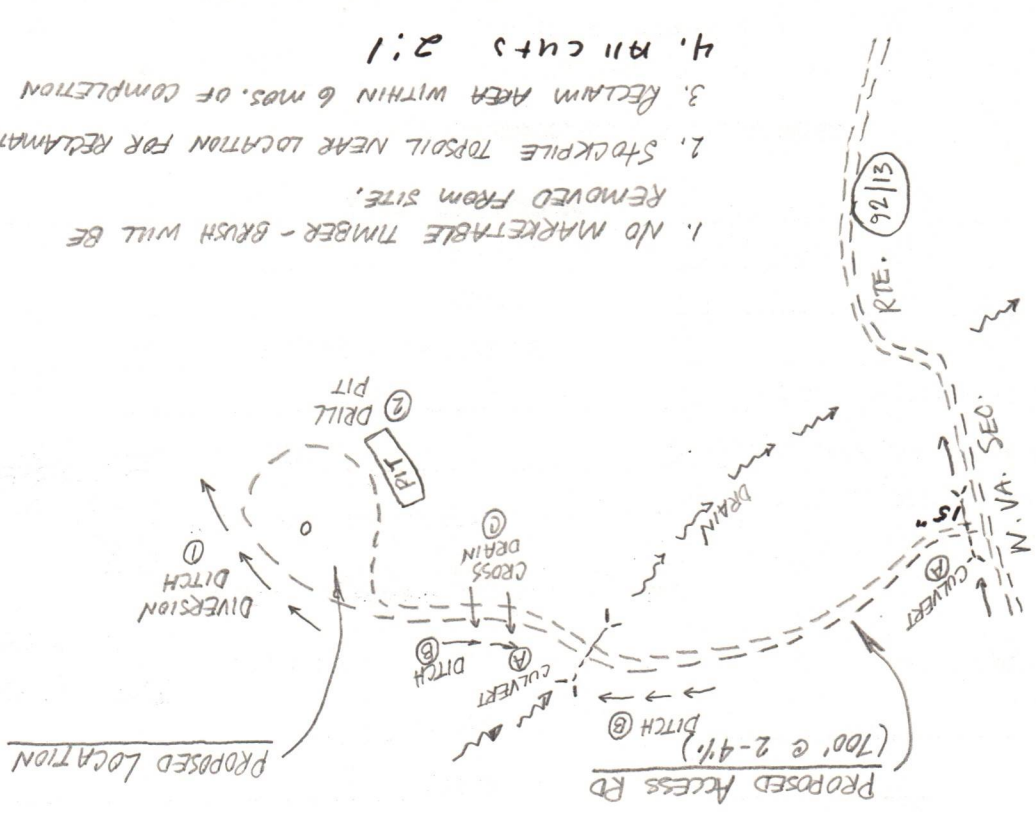 PROPOSED ACCESS RD
(700' @ 2-4%)
PROPOSED LOCATION
DITCH B
CULVERT
A
DITCH B
CULVERT
A
DIVERSION
DITCH
1
CROSS
DRAIN
C
15"
W. VA. SEC.
RTE. 92/13
DRAIN
PIT
2 DRILL
PIT
1. NO MARKETABLE TIMBER - BRUSH WILL BE
REMOVED FROM SITE.
2. STOCKPILE TOPSOIL NEAR LOCATION FOR RECLAMAT
3. RECLAIM AREA WITHIN 6 MOS. OF COMPLETION
4. All cuts 2:1